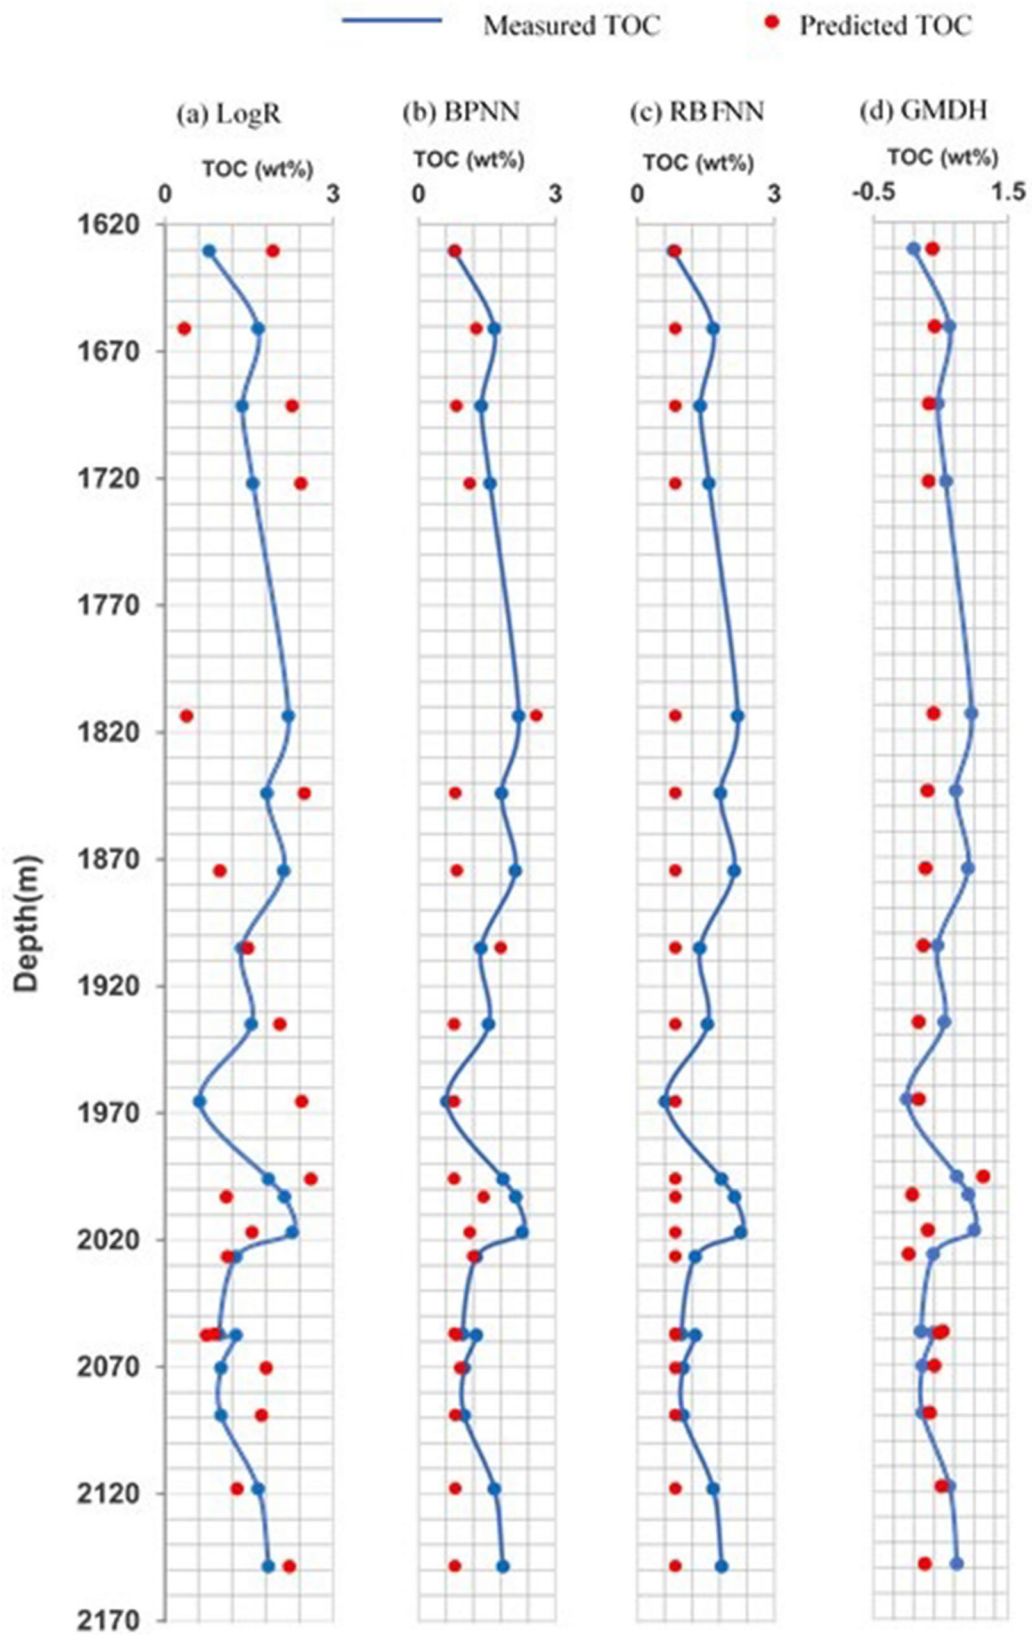 Measured TOC Predicted TOC
(a) LogR (b) BPNN (c) RBFNN (d) GMDH
TOC (wt%) TOC (wt%) TOC (wt%) TOC (wt%)
0 3 0 3 0 3 -0.5 1.5
1620
1670
1720
1770
1820
1870
1920
1970
2020
2070
2120
2170
Depth(m)